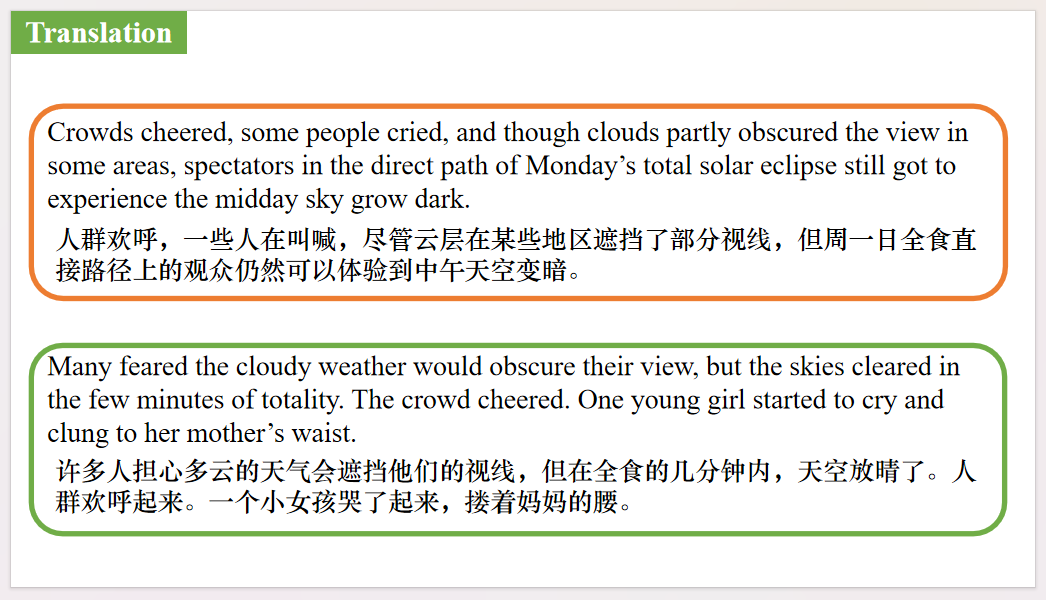 Translation
Crowds cheered, some people cried, and though clouds partly obscured the view in
some areas, spectators in the direct path of Monday’s total solar eclipse still got to
experience the midday sky grow dark.
人群欢呼，一些人在叫喊，尽管云层在某些地区遮挡了部分视线，但周一日全食直
接路径上的观众仍然可以体验到中午天空变暗。
Many feared the cloudy weather would obscure their view, but the skies cleared in
the few minutes of totality. The crowd cheered. One young girl started to cry and
clung to her mother’s waist.
许多人担心多云的天气会遮挡他们的视线，但在全食的几分钟内，天空放晴了。人
群欢呼起来。一个小女孩哭了起来，搂着妈妈的腰。